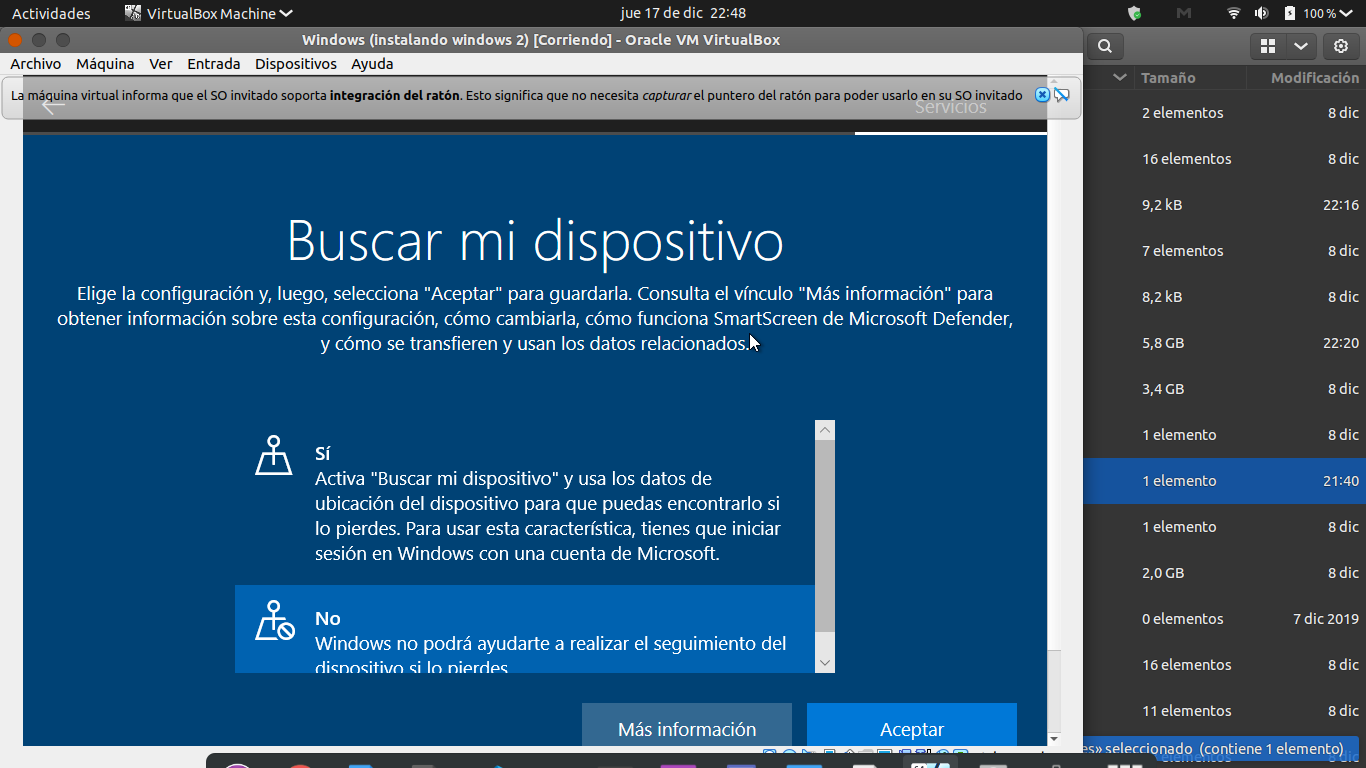 Actividades
VirtualBox Machine
jue 17 de dic 22:48
100 %
Windows (instalando windows 2) [Corriendo] - Oracle VM VirtualBox
Archivo Máquina Ver Entrada Dispositivos Ayuda
La máquina virtual informa que el SO invitado soporta integración del ratón. Esto significa que no necesita capturar el puntero del ratón para poder usarlo en su SO invitado
Servicios
Buscar mi dispositivo
Elige la configuración y, luego, selecciona "Aceptar" para guardarla. Consulta el vínculo "Más información" para
obtener información sobre esta configuración, cómo cambiarla, cómo funciona SmartScreen de Microsoft Defender,
y cómo se transfieren y usan los datos relacionados.
Sí
Activa "Buscar mi dispositivo" y usa los datos de
ubicación del dispositivo para que puedas encontrarlo si
lo pierdes. Para usar esta característica, tienes que iniciar
sesión en Windows con una cuenta de Microsoft.
No
Windows no podrá ayudarte a realizar el seguimiento del
dispositivo si lo pierdes
Más información
Aceptar
Tamaño Modificación
2 elementos 8 dic
16 elementos 8 dic
9,2 kB 22:16
7 elementos 8 dic
8,2 kB 8 dic
5,8 GB 22:20
3,4 GB 8 dic
1 elemento 8 dic
1 elemento 21:40
1 elemento 8 dic
2,0 GB 8 dic
0 elementos 7 dic 2019
16 elementos 8 dic
11 elementos 8 dic
es» seleccionado (contiene 1 elemento)